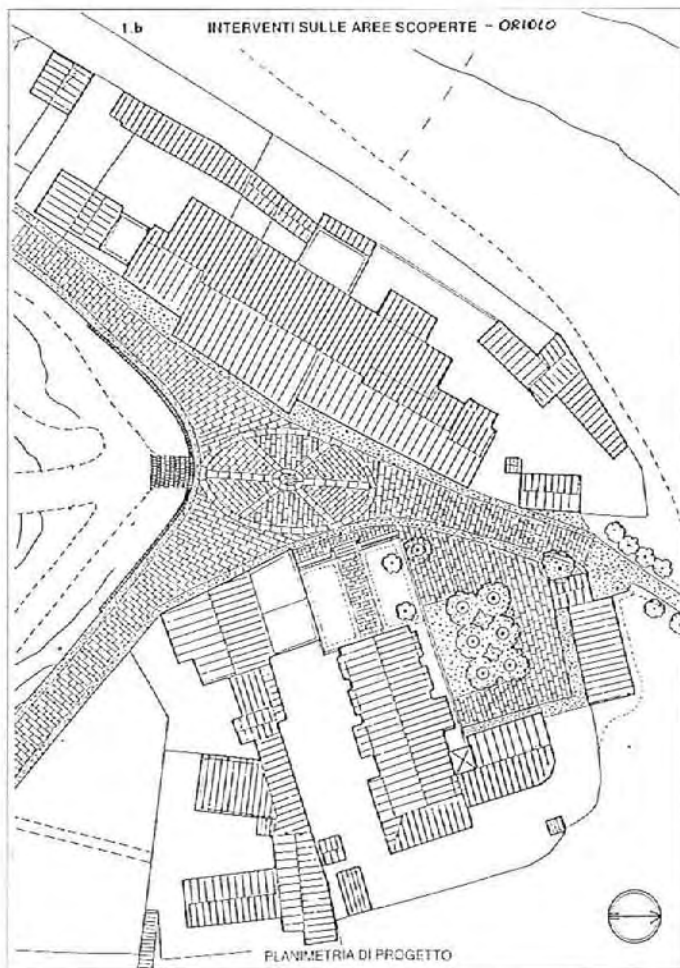 1.b INTERVENTI SULLE AREE SCOPERTE - ORIOLO
PLANIMETRIA DI PROGETTO